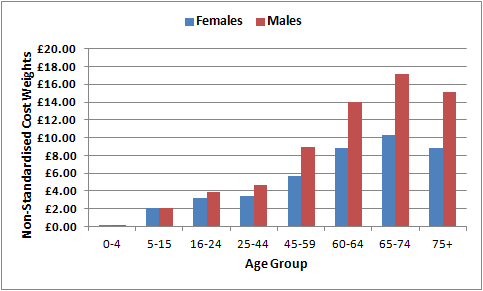 Females Males
£20.00
£18.00
£16.00
£14.00
£12.00
£10.00
£8.00
£6.00
£4.00
£2.00
£0.00
Non-Standardised Cost Weights
0-4 5-15 16-24 25-44 45-59 60-64 65-74 75+
Age Group